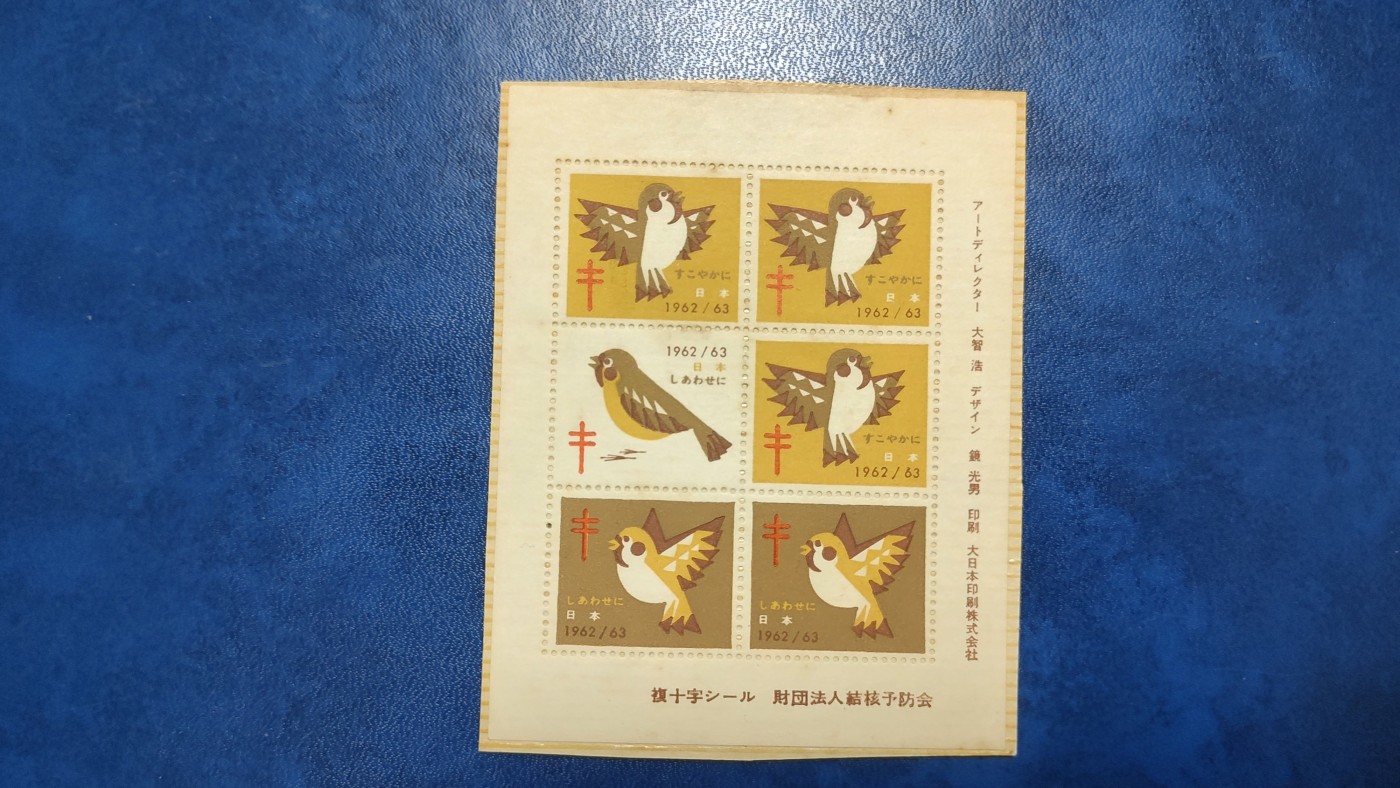 すこやかに
日本
1962/63
すこやかに
日本
1962/63
1962/63
日本
しあわせに
すこやかに
日本
1962/63
しあわせに
日本
1962/63
しあわせに
日本
1962/63
アートディレクター 大智 浩 デザイン 鏡 光男 印刷 大日本印刷株式会社
複十字シール 財団法人結核予防会